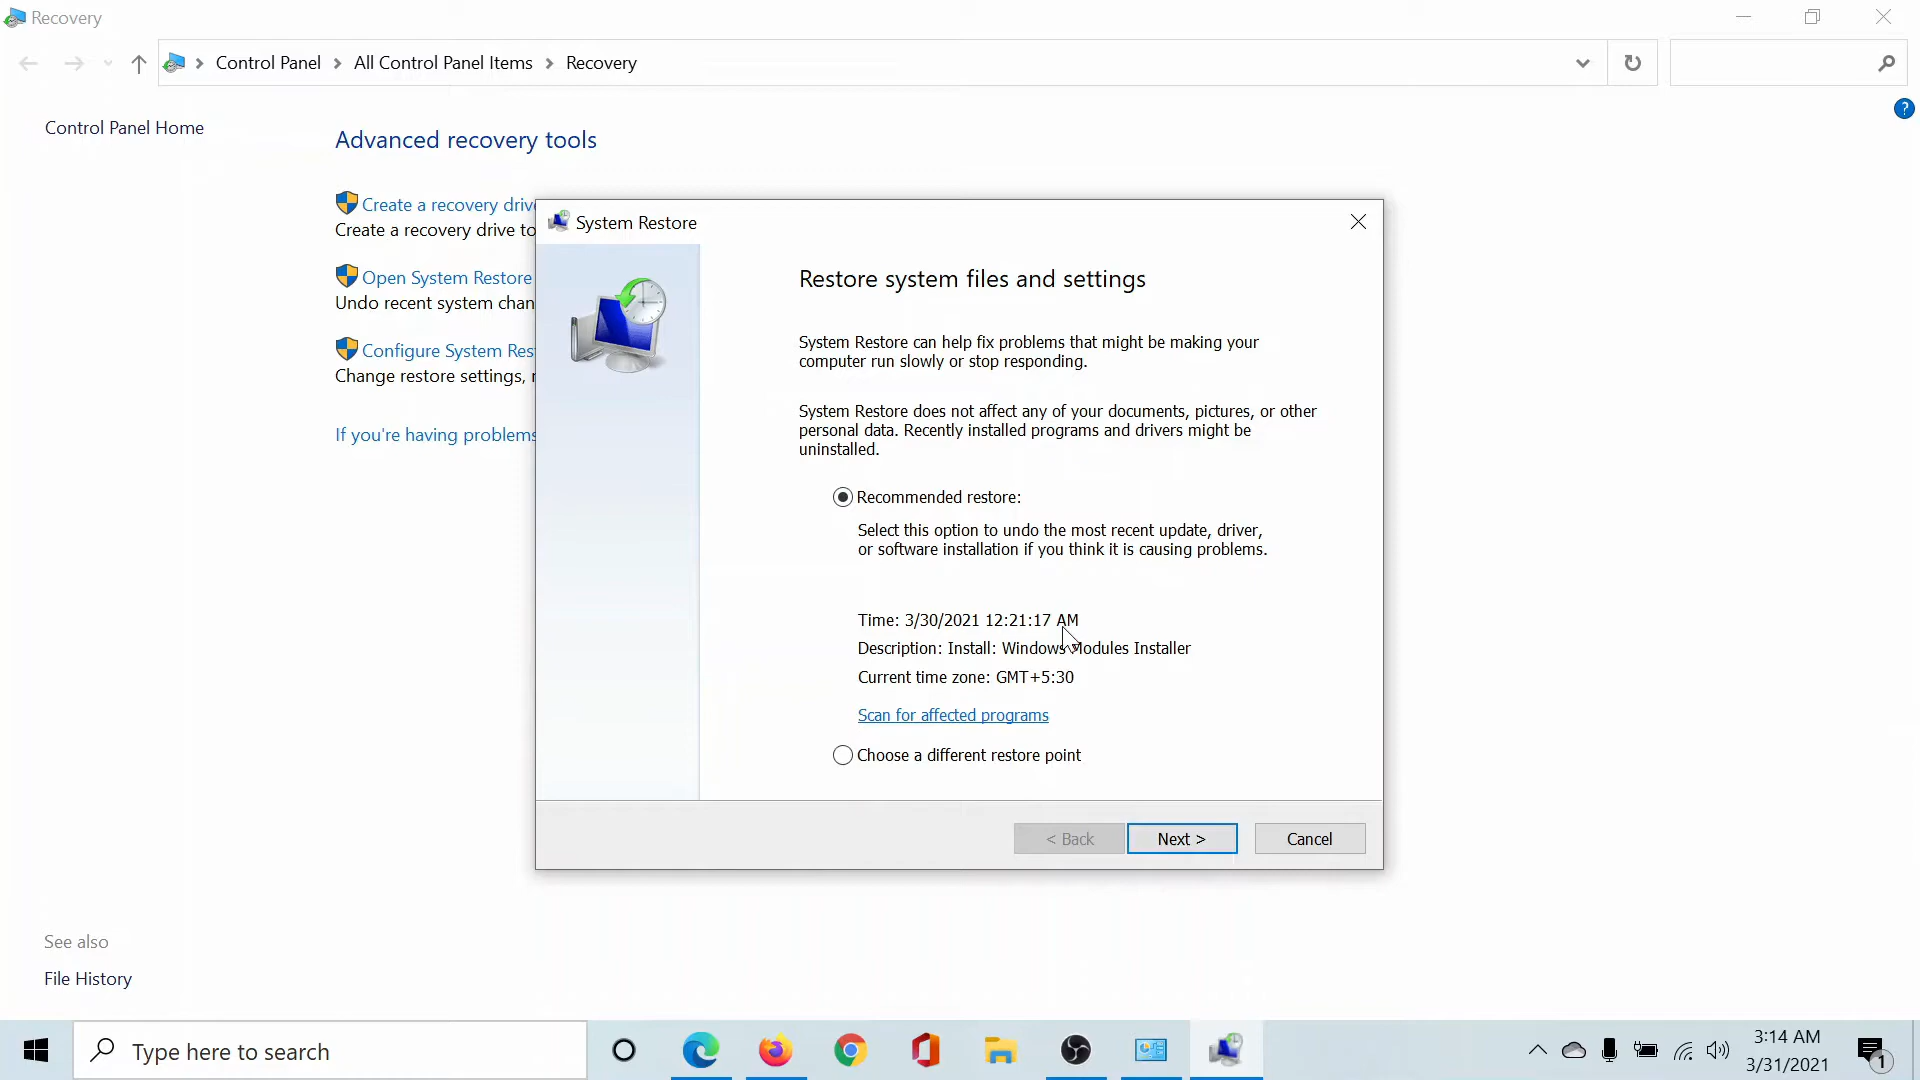 Recovery
Control Panel > All Control Panel Items > Recovery
Control Panel Home
Advanced recovery tools
Create a recovery drive
Create a recovery drive to
Open System Restore
Undo recent system chan
Configure System Res
Change restore settings,
If you're having problems
System Restore
Restore system files and settings
System Restore can help fix problems that might be making your
computer run slowly or stop responding.
System Restore does not affect any of your documents, pictures, or other
personal data. Recently installed programs and drivers might be
uninstalled.
Recommended restore:
Select this option to undo the most recent update, driver,
or software installation if you think it is causing problems.
Time: 3/30/2021 12:21:17 AM
Description: Install: Windows Modules Installer
Current time zone: GMT+5:30
Scan for affected programs
Choose a different restore point
< Back
Next >
Cancel
See also
File History
Type here to search
3:14 AM
3/31/2021
1